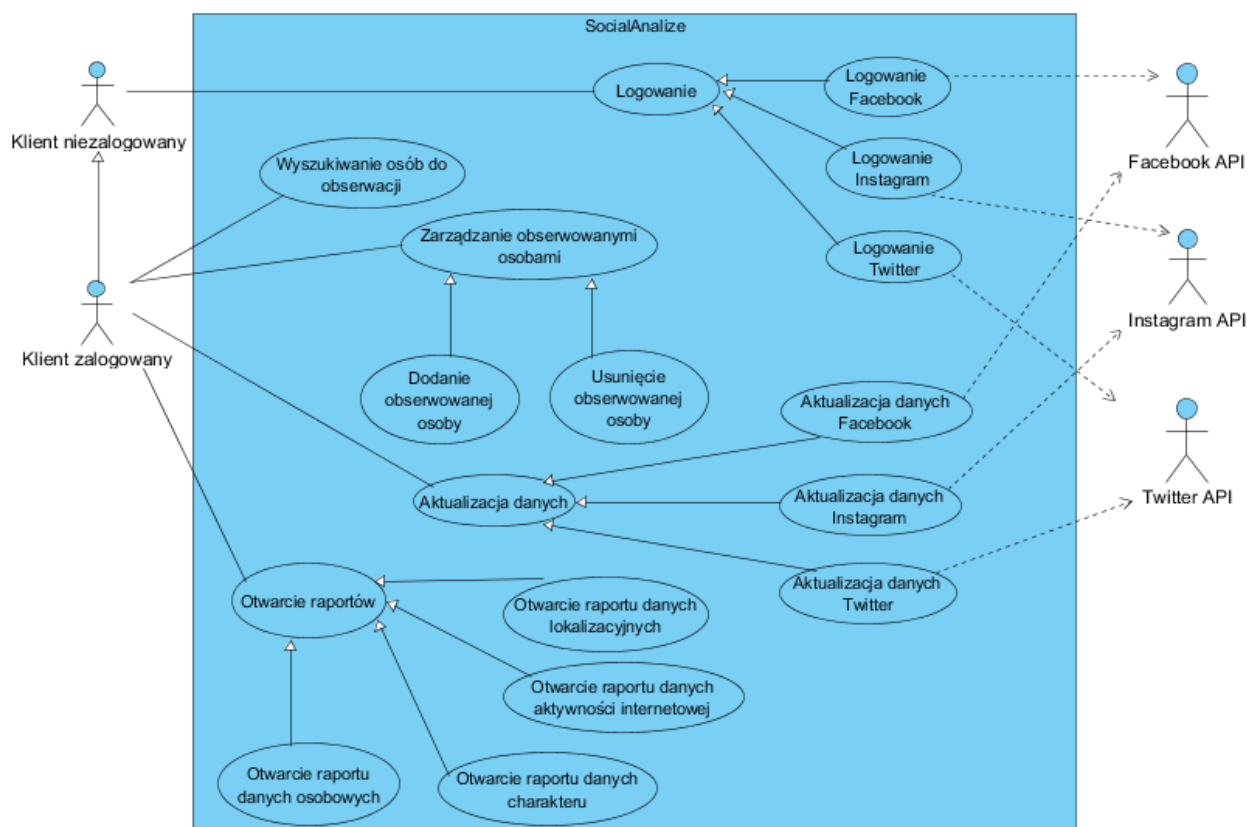 SocialAnalize
Klient niezalogowany
Logowanie
Logowanie
Facebook
Facebook API
Wyszukiwanie osób do
obserwacji
Logowanie
Instagram
Zarządzanie obserwowanymi
osobami
Logowanie
Twitter
Instagram API
Klient zalogowany
Dodanie
obserwowanej
osoby
Usunięcie
obserwowanej
osoby
Aktualizacja danych
Facebook
Aktualizacja danych
Aktualizacja danych
Instagram
Twitter API
Otwarcie raportów
Otwarcie raportu danych
lokalizacyjnych
Aktualizacja danych
Twitter
Otwarcie raportu danych
aktywności internetowej
Otwarcie raportu
danych osobowych
Otwarcie raportu danych
charakteru